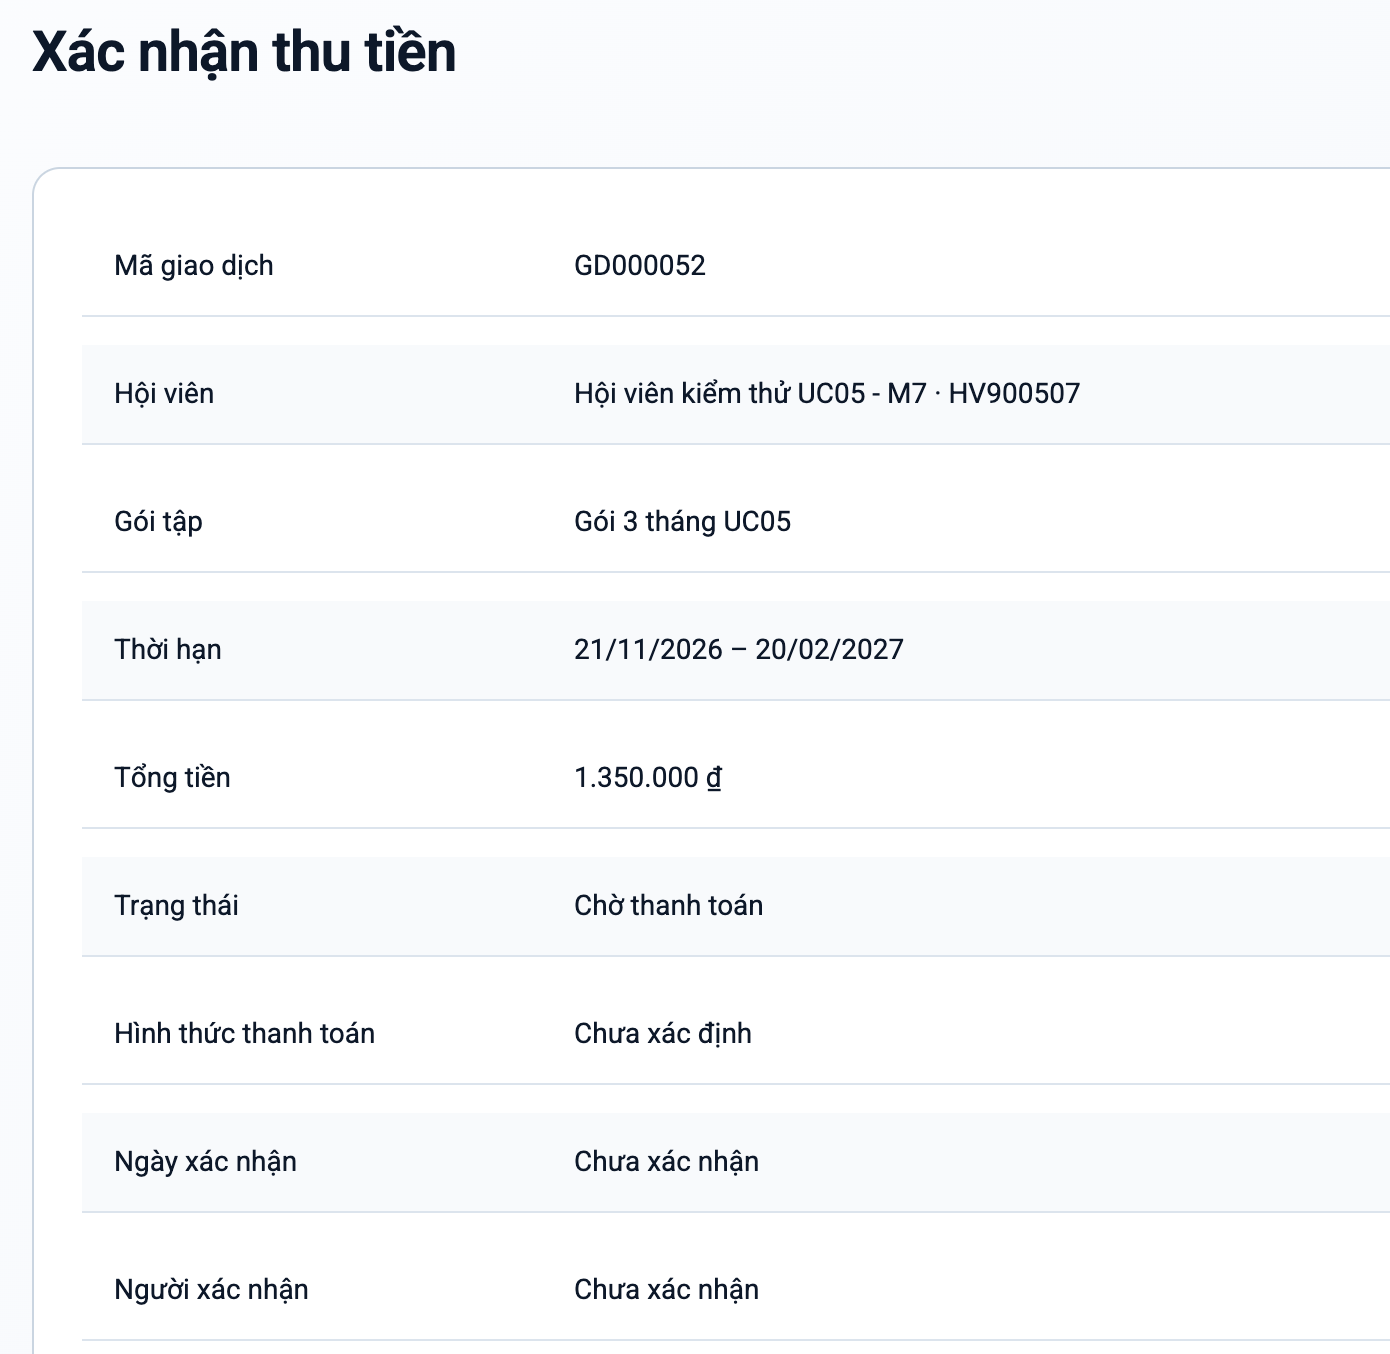 Xác nhận thu tiền
Mã giao dịch GD000052
Hội viên Hội viên kiểm thử UC05 - M7 · HV900507
Gói tập Gói 3 tháng UC05
Thời hạn 21/11/2026 – 20/02/2027
Tổng tiền 1.350.000 ₫
Trạng thái Chờ thanh toán
Hình thức thanh toán Chưa xác định
Ngày xác nhận Chưa xác nhận
Người xác nhận Chưa xác nhận